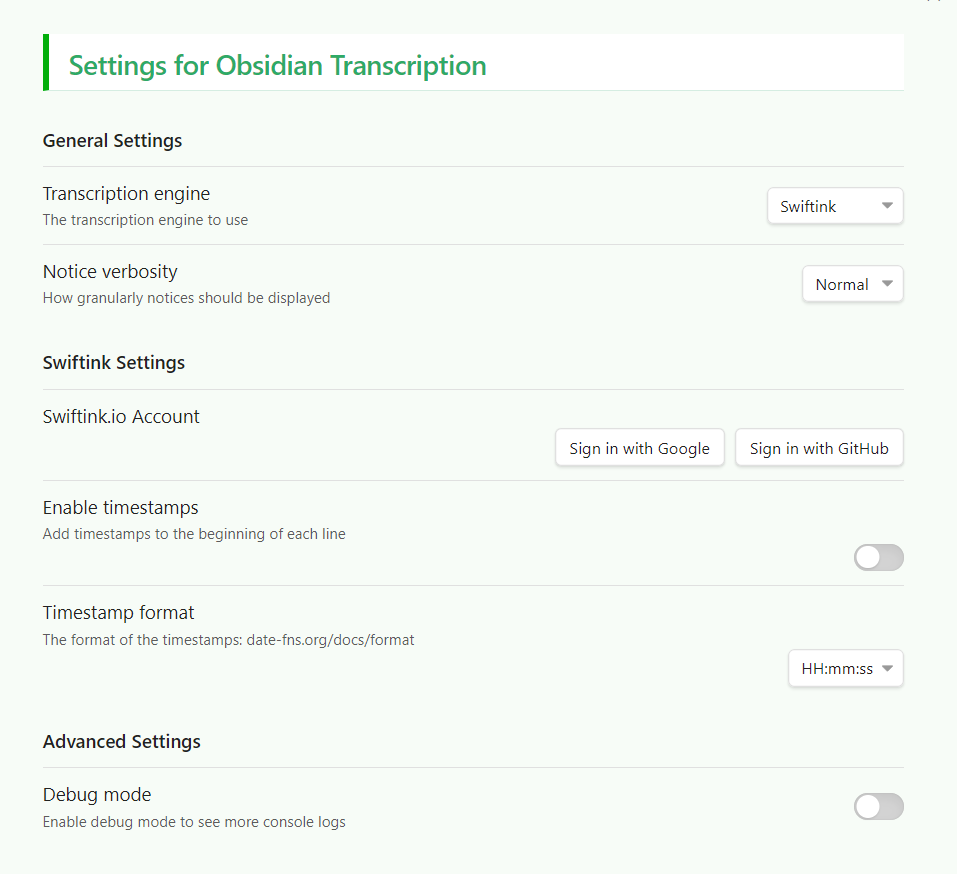 Settings for Obsidian Transcription
General Settings
Transcription engine
The transcription engine to use
Swiftink
Notice verbosity
How granularly notices should be displayed
Normal
Swiftink Settings
Swiftink.io Account
Sign in with Google
Sign in with GitHub
Enable timestamps
Add timestamps to the beginning of each line
Timestamp format
The format of the timestamps: date-fns.org/docs/format
HH:mm:ss
Advanced Settings
Debug mode
Enable debug mode to see more console logs